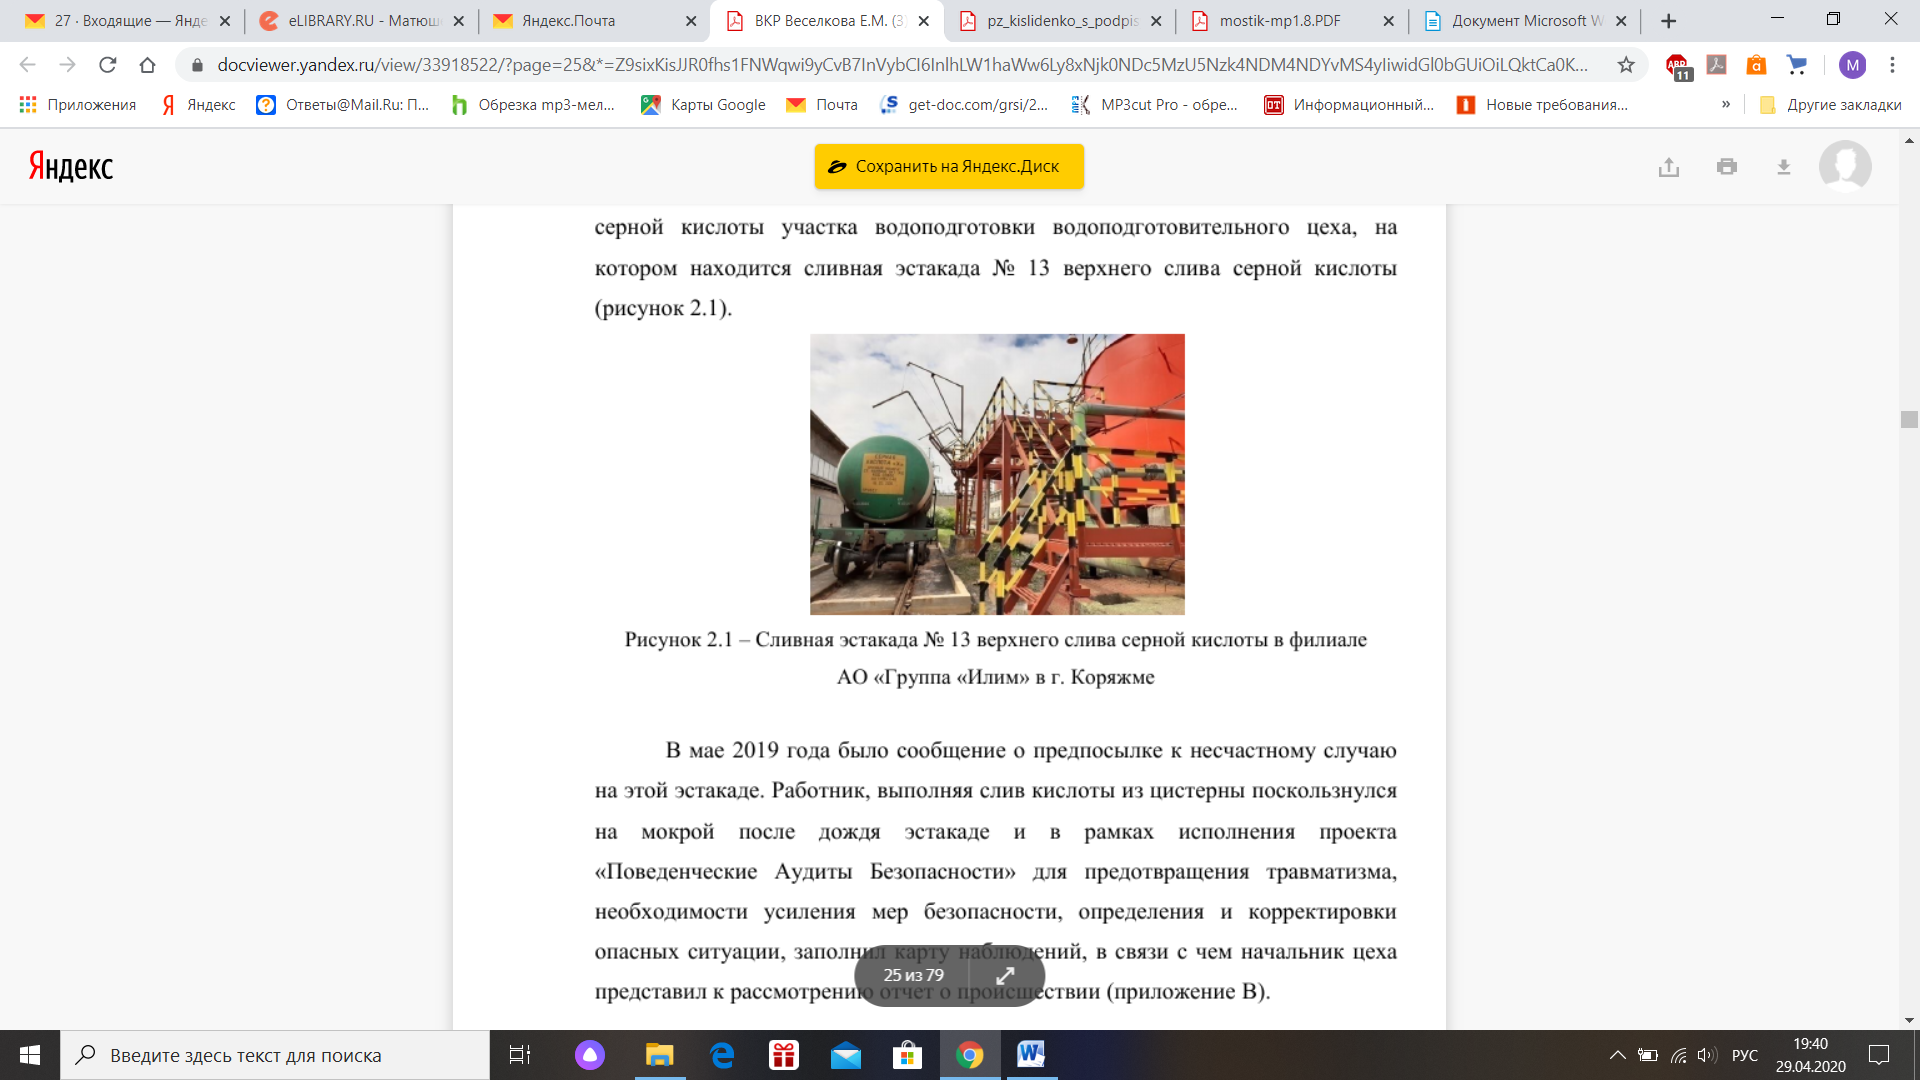 27 · Входящие — Янде
eLIBRARY.RU - Матюш
Яндекс.Почта
ВКР Веселкова Е.М. (3)
pz_kislidenko_s_podpis
mostik-mp1.8.PDF
Документ Microsoft W
docviewer.yandex.ru/view/33918522/?page=25&*=Z9sixKisJJR0fhs1FNWqwi9yCvB7InVybCI6InlhLW1haWw6Ly8xNjk0NDc5MzU5Nzk4NDM4NDYvMS4yIiwidGl0bGUiOiLQktCa0K...
11
M
Приложения
Яндекс
Ответы@Mail.Ru: П...
Обрезка mp3-мел...
Карты Google
Почта
get-doc.com/grsi/2...
MP3cut Pro - обре...
Информационный...
Новые требования...
»
Другие закладки
Яндекс
Сохранить на Яндекс.Диск
серной кислоты участка водоподготовки водоподготовительного цеха, на
котором находится сливная эстакада № 13 верхнего слива серной кислоты
(рисунок 2.1).
Рисунок 2.1 – Сливная эстакада № 13 верхнего слива серной кислоты в филиале
АО «Группа «Илим» в г. Коряжме
В мае 2019 года было сообщение о предпосылке к несчастному случаю
на этой эстакаде. Работник, выполняя слив кислоты из цистерны поскользнулся
на мокрой после дождя эстакаде и в рамках исполнения проекта
«Поведенческие Аудиты Безопасности» для предотвращения травматизма,
необходимости усиления мер безопасности, определения и корректировки
опасных ситуации, заполнил карту наблюдений, в связи с чем начальник цеха
представил к рассмотрению отчет о происшествии (приложение В).
25 из 79
Введите здесь текст для поиска
РУС
19:40
29.04.2020